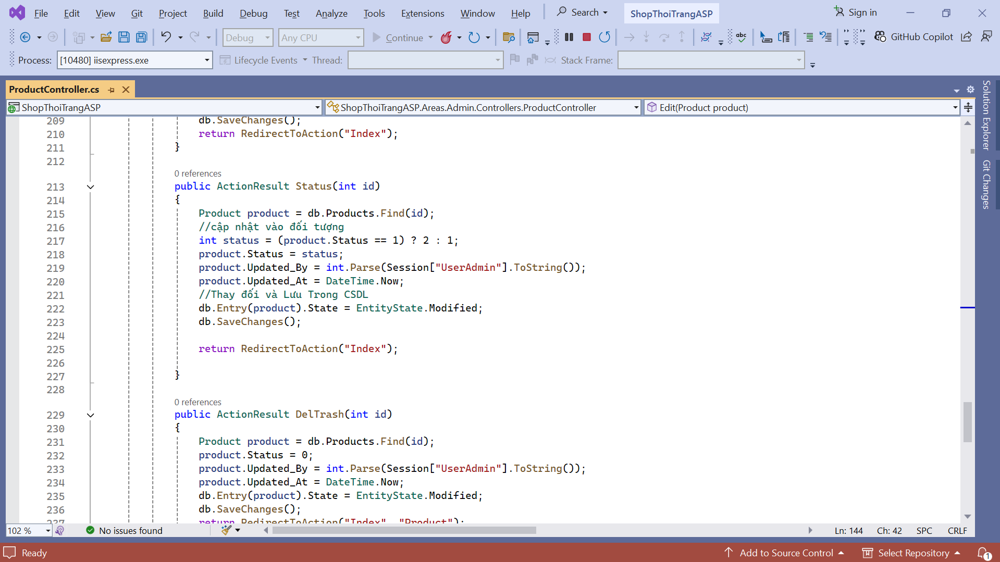 File Edit View Git Project Build Debug Test Analyze Tools Extensions Window Help Search ShopThoiTrangASP Sign in
Debug Any CPU Continue abc GitHub Copilot
Process: [10480] iisexpress.exe Lifecycle Events Thread: Stack Frame:
ProductController.cs
ShopThoiTrangASP ShopThoiTrangASP.Areas.Admin.Controllers.ProductController Edit(Product product)
209 db.SaveChanges();
210 return RedirectToAction("Index");
211 }
212
0 references
213 public ActionResult Status(int id)
214 {
215 Product product = db.Products.Find(id);
216 //cập nhật vào đối tượng
217 int status = (product.Status == 1) ? 2 : 1;
218 product.Status = status;
219 product.Updated_By = int.Parse(Session["UserAdmin"].ToString());
220 product.Updated_At = DateTime.Now;
221 //Thay đối và Lưu Trong CSDL
222 db.Entry(product).State = EntityState.Modified;
223 db.SaveChanges();
224
225 return RedirectToAction("Index");
226
227 }
228
0 references
229 public ActionResult DelTrash(int id)
230 {
231 Product product = db.Products.Find(id);
232 product.Status = 0;
233 product.Updated_By = int.Parse(Session["UserAdmin"].ToString());
234 product.Updated_At = DateTime.Now;
235 db.Entry(product).State = EntityState.Modified;
236 db.SaveChanges();
237 return RedirectToAction("Index", "Product");
Solution Explorer
Git Changes
102 % No issues found Ln: 144 Ch: 42 SPC CRLF
Ready Add to Source Control Select Repository 1